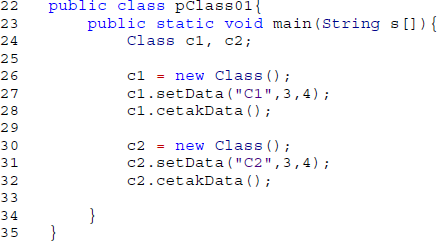 22 public class pClass01{
23 public static void main(String s[]){
24 Class c1, c2;
25
26 c1 = new Class();
27 c1.setData("C1",3,4);
28 c1.cetakData();
29
30 c2 = new Class();
31 c2.setData("C2",3,4);
32 c2.cetakData();
33
34 }
35 }